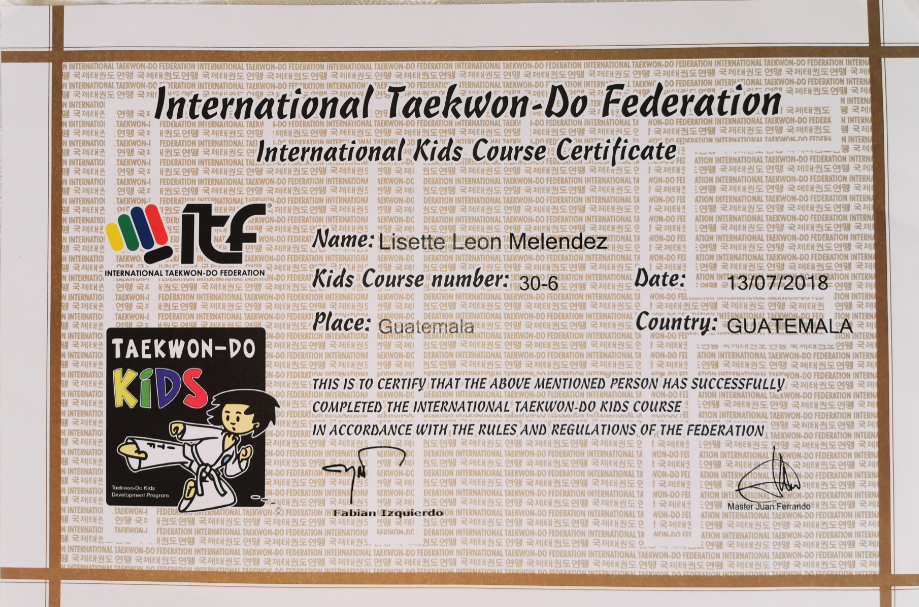 International Taekwon-Do Federation
International Kids Course Certificate
ITF®
INTERNATIONAL TAEKWON-DO FEDERATION
Name: Lisette Leon Melendez
Kids Course number: 30-6 Date: 13/07/2018
Place: Guatemala Country: GUATEMALA
TAEKWON-DO
KiDS
Taekwon-Do Kids
Development Program
THIS IS TO CERTIFY THAT THE ABOVE MENTIONED PERSON HAS SUCCESSFULLY
COMPLETED THE INTERNATIONAL TAEKWON-DO KIDS COURSE
IN ACCORDANCE WITH THE RULES AND REGULATIONS OF THE FEDERATION
Fabian Izquierdo
Master Juan Ferrando